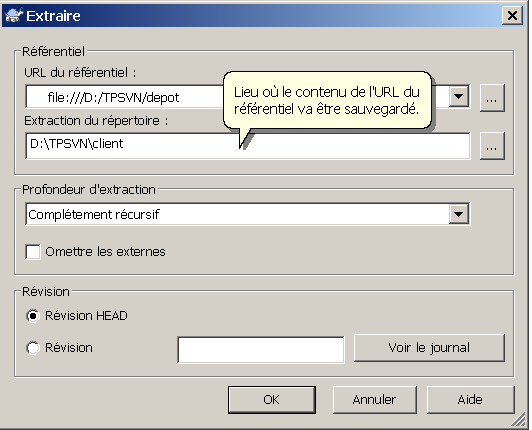 Extraire
Référentiel
URL du référentiel :
file:///D:/TPSVN/depot
...
Lieu où le contenu de l'URL du
référentiel va être sauvegardé.
Extraction du répertoire :
D:\TPSVN\client
...
Profondeur d'extraction
Complétement récursif
Omettre les externes
Révision
Révision HEAD
Révision
Voir le journal
OK
Annuler
Aide